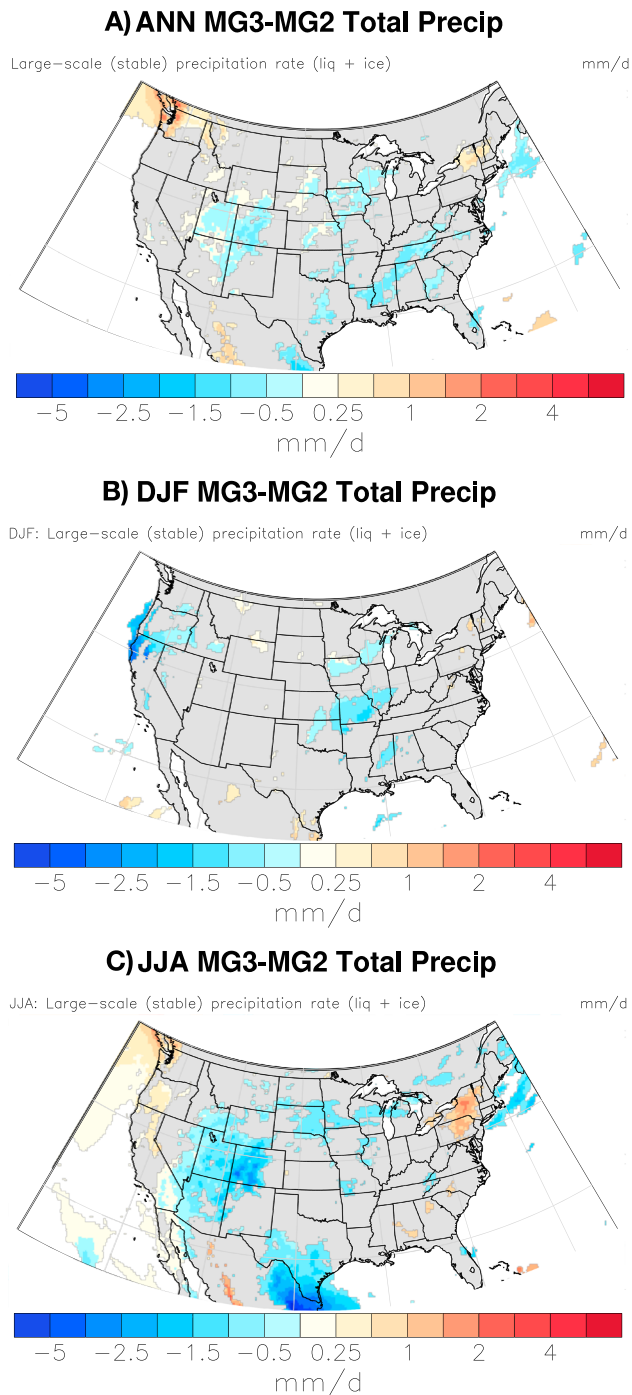 A) ANN MG3-MG2 Total Precip
Large-scale (stable) precipitation rate (liq + ice) mm/d
-5 -2.5 -1.5 -0.5 0.25 1 2 4
mm/d
B) DJF MG3-MG2 Total Precip
DJF: Large-scale (stable) precipitation rate (liq + ice) mm/d
-5 -2.5 -1.5 -0.5 0.25 1 2 4
mm/d
C) JJA MG3-MG2 Total Precip
JJA: Large-scale (stable) precipitation rate (liq + ice) mm/d
-5 -2.5 -1.5 -0.5 0.25 1 2 4
mm/d